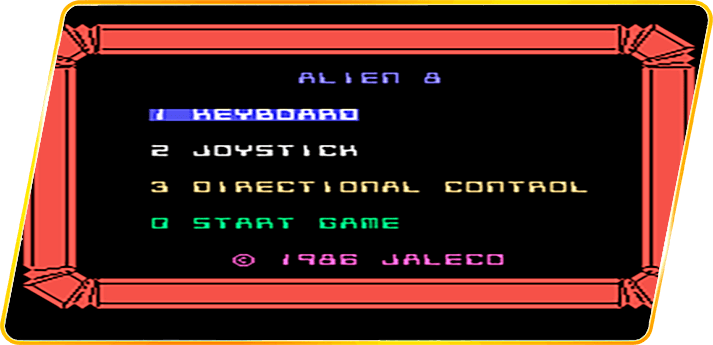 ALIEN 8
1 KEYBOARD
2 JOYSTICK
3 DIRECTIONAL CONTROL
0 START GAME
© 1986 JALECO